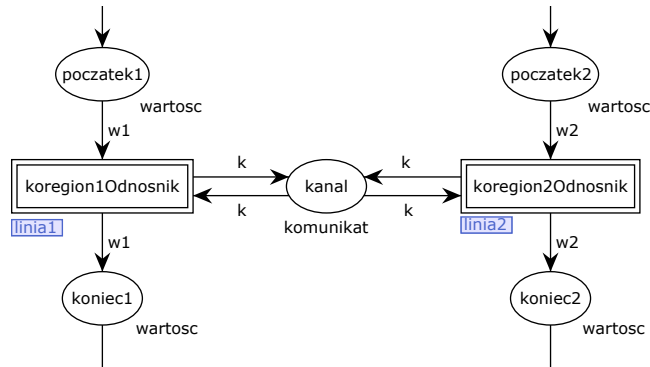 poczatek1
poczatek2
wartosc
wartosc
w1
w2
k
k
koregion1Odnosnik
kanal
koregion2Odnosnik
k
k
linia1
komunikat
linia2
w1
w2
koniec1
koniec2
wartosc
wartosc